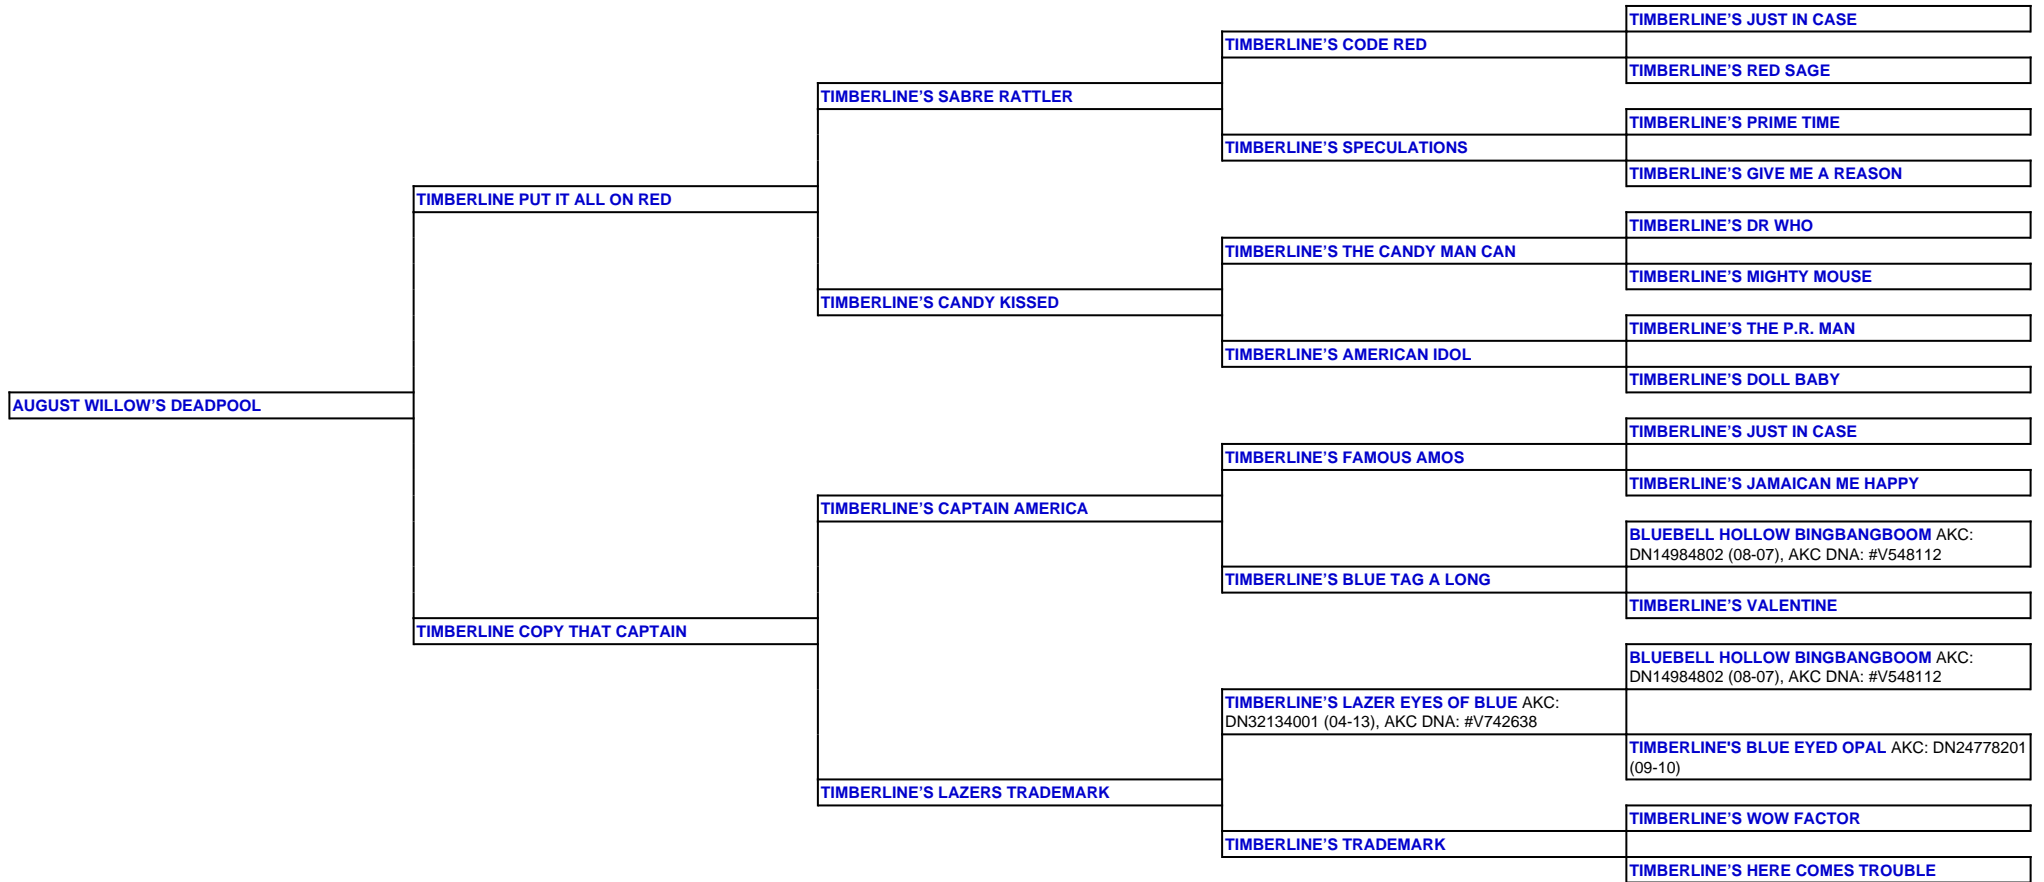 TIMBERLINE’S JUST IN CASE
TIMBERLINE’S CODE RED
TIMBERLINE’S RED SAGE
TIMBERLINE’S SABRE RATTLER
TIMBERLINE’S PRIME TIME
TIMBERLINE’S SPECULATIONS
TIMBERLINE’S GIVE ME A REASON
TIMBERLINE PUT IT ALL ON RED
TIMBERLINE’S DR WHO
TIMBERLINE’S THE CANDY MAN CAN
TIMBERLINE’S MIGHTY MOUSE
TIMBERLINE’S CANDY KISSED
TIMBERLINE’S THE P.R. MAN
TIMBERLINE’S AMERICAN IDOL
TIMBERLINE’S DOLL BABY
AUGUST WILLOW’S DEADPOOL
TIMBERLINE’S JUST IN CASE
TIMBERLINE’S FAMOUS AMOS
TIMBERLINE’S JAMAICAN ME HAPPY
TIMBERLINE’S CAPTAIN AMERICA
BLUEBELL HOLLOW BINGBANGBOOM AKC:
DN14984802 (08-07), AKC DNA: #V548112
TIMBERLINE’S BLUE TAG A LONG
TIMBERLINE’S VALENTINE
TIMBERLINE COPY THAT CAPTAIN
BLUEBELL HOLLOW BINGBANGBOOM AKC:
DN14984802 (08-07), AKC DNA: #V548112
TIMBERLINE’S LAZER EYES OF BLUE AKC:
DN32134001 (04-13), AKC DNA: #V742638
TIMBERLINE'S BLUE EYED OPAL AKC: DN24778201
(09-10)
TIMBERLINE’S LAZERS TRADEMARK
TIMBERLINE’S WOW FACTOR
TIMBERLINE’S TRADEMARK
TIMBERLINE’S HERE COMES TROUBLE